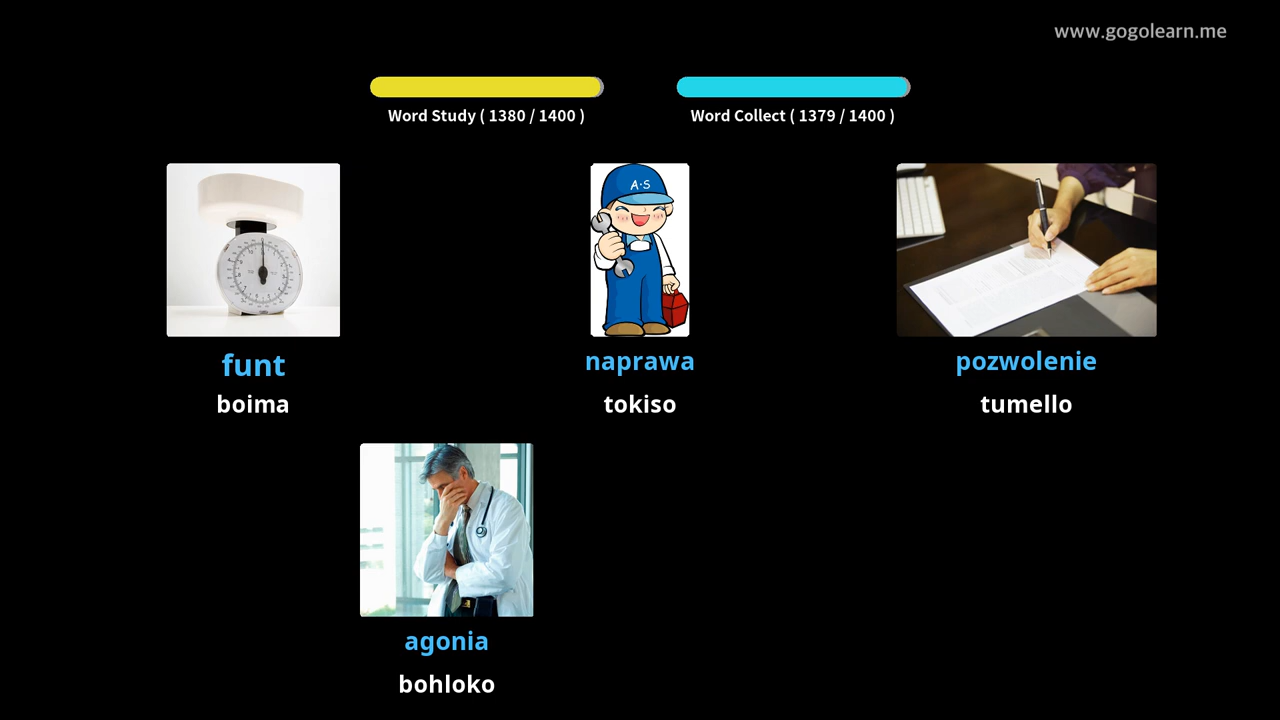 www.gogolearn.me
Word Study ( 1380 / 1400 )
Word Collect ( 1379 / 1400 )
A·S
funt
naprawa
pozwolenie
boima
tokiso
tumello
agonia
bohloko